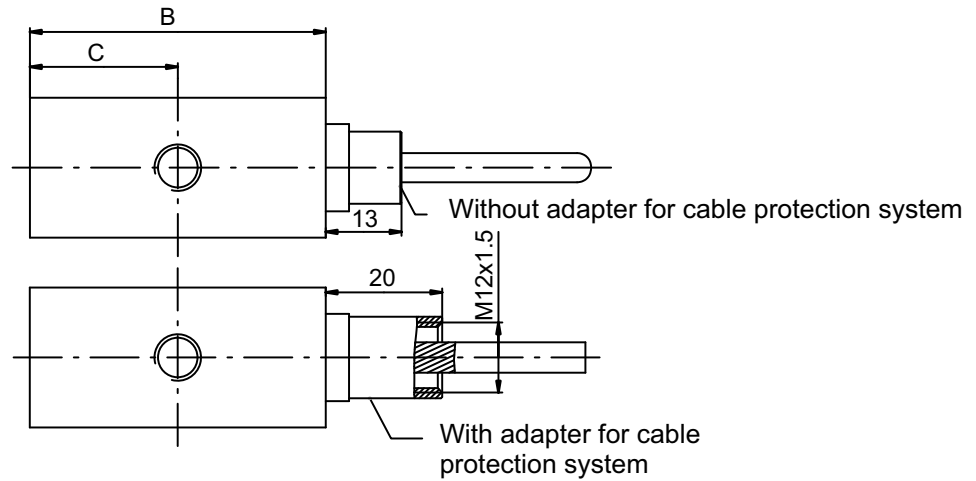 B
C
Without adapter for cable protection system
13
M12x1.5
20
With adapter for cable
protection system